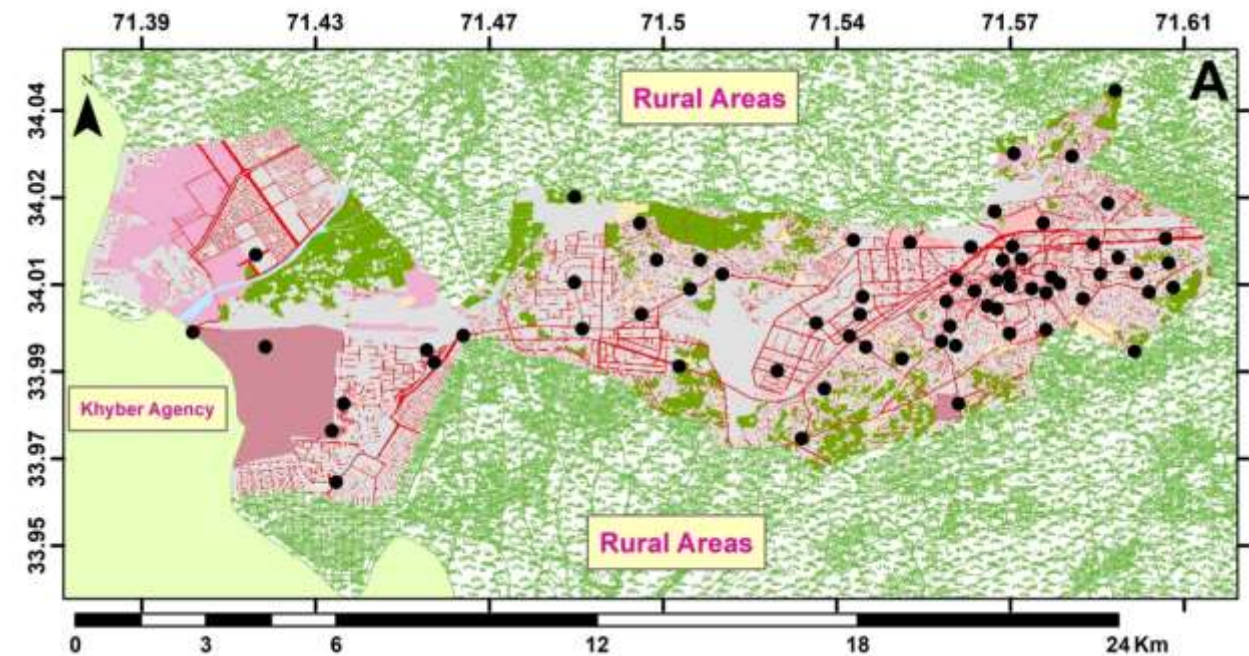 71.39 71.43 71.47 71.5 71.54 71.57 71.61
A
N
Rural Areas
34.04
34.02
34.01
33.99
Khyber Agency
33.97
33.95
Rural Areas
0 3 6 12 18 24 Km